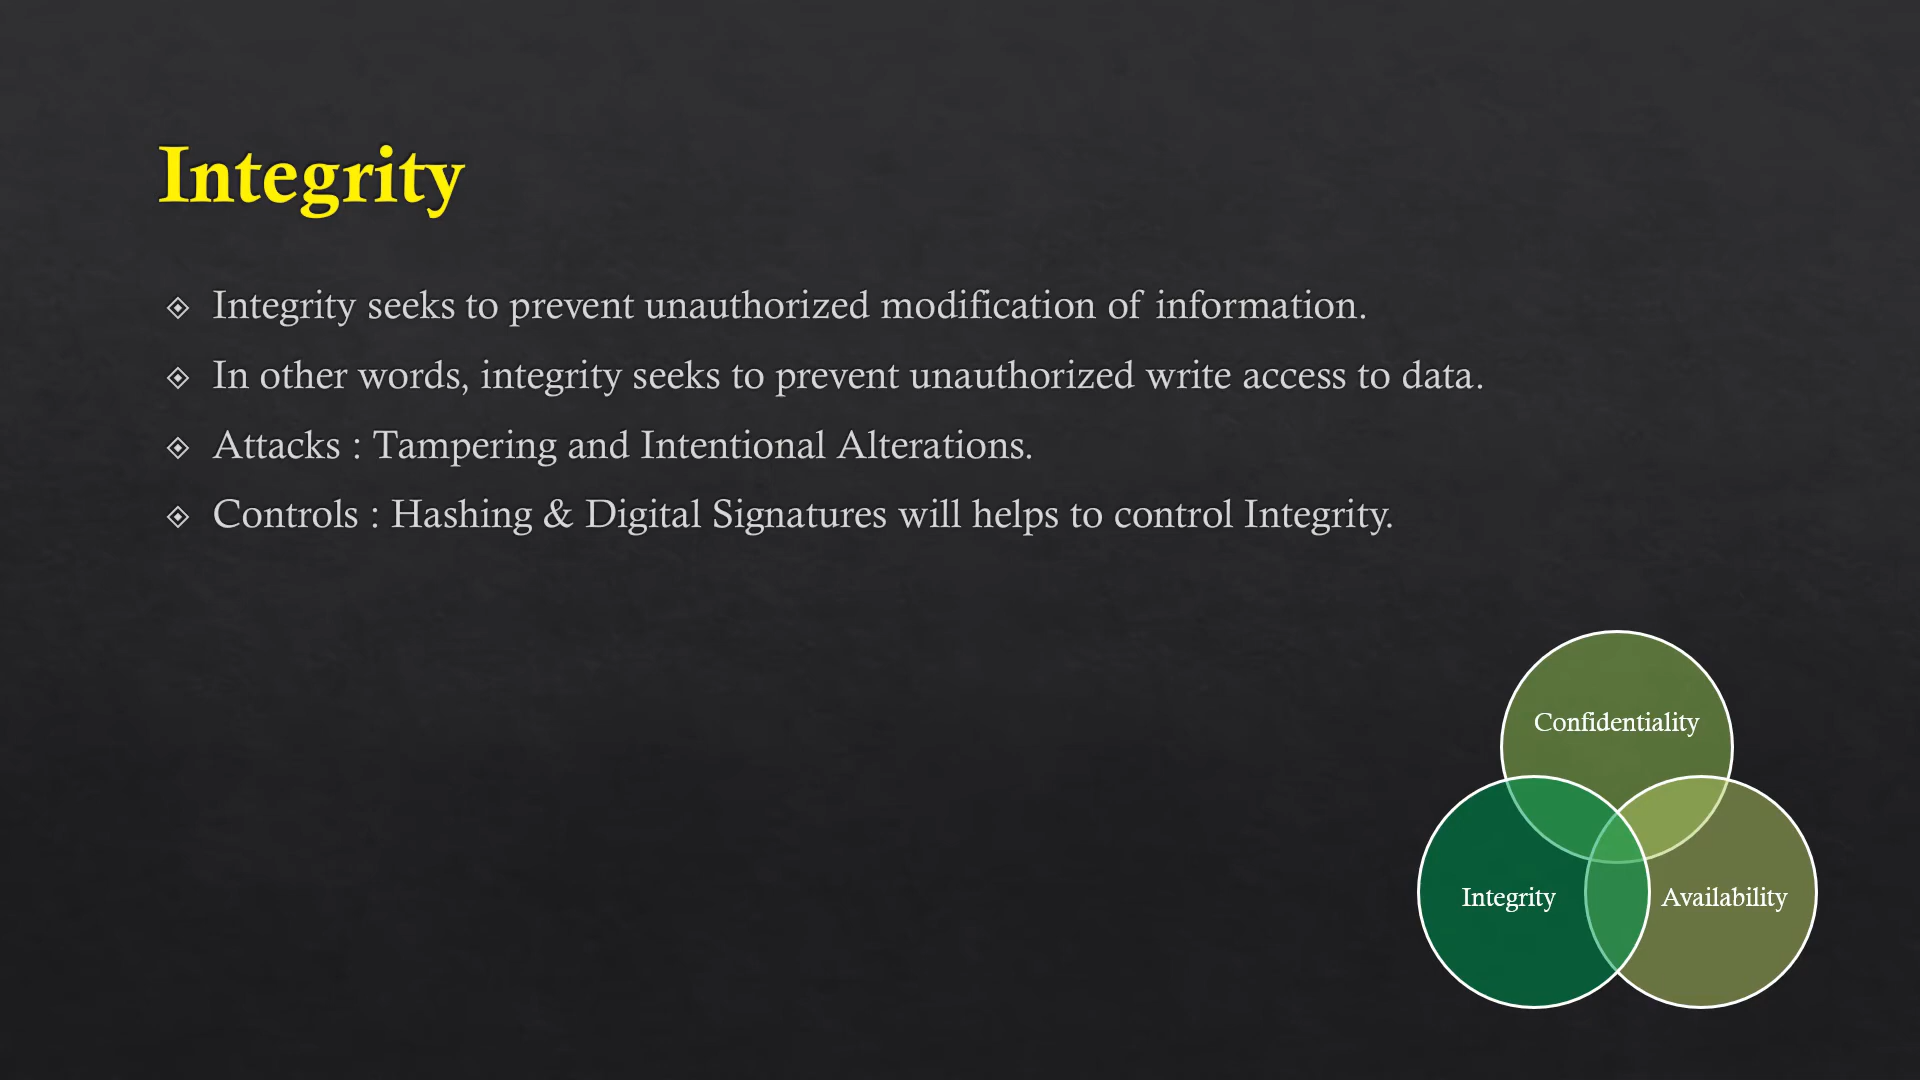 Integrity
Integrity seeks to prevent unauthorized modification of information.
In other words, integrity seeks to prevent unauthorized write access to data.
Attacks : Tampering and Intentional Alterations.
Controls : Hashing & Digital Signatures will helps to control Integrity.
Confidentiality
Integrity
Availability